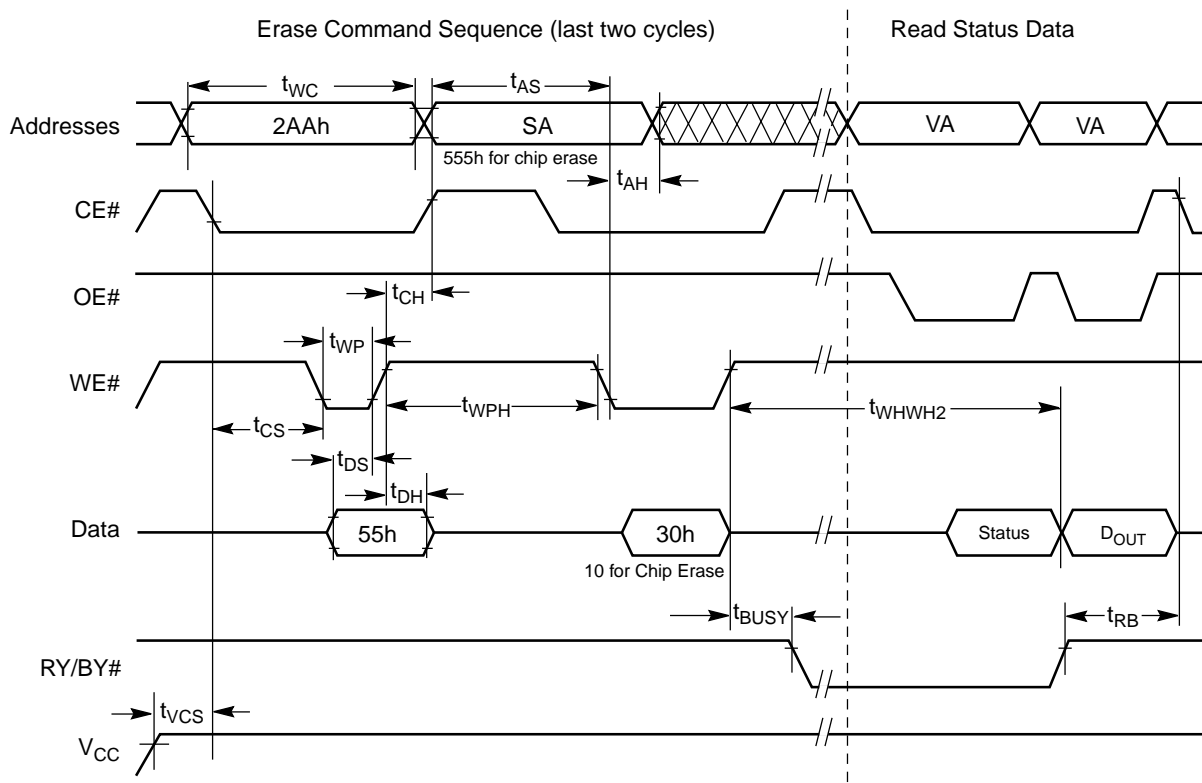 Erase Command Sequence (last two cycles)
Read Status Data
tWC
tAS
Addresses
2AAh
SA
VA
VA
555h for chip erase
tAH
CE#
OE#
tCH
tWP
WE#
tWPH
tWHWH2
tCS
tDS
tDH
Data
55h
30h
Status
DOUT
10 for Chip Erase
tBUSY
tRB
RY/BY#
tVCS
VCC